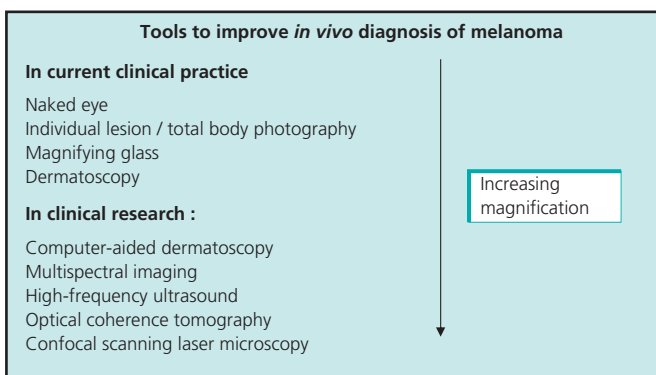 Tools to improve in vivo diagnosis of melanoma
In current clinical practice
Naked eye
Individual lesion / total body photography
Magnifying glass
Dermatoscopy
In clinical research :
Computer-aided dermatoscopy
Multispectral imaging
High-frequency ultrasound
Optical coherence tomography
Confocal scanning laser microscopy
Increasing
magnification